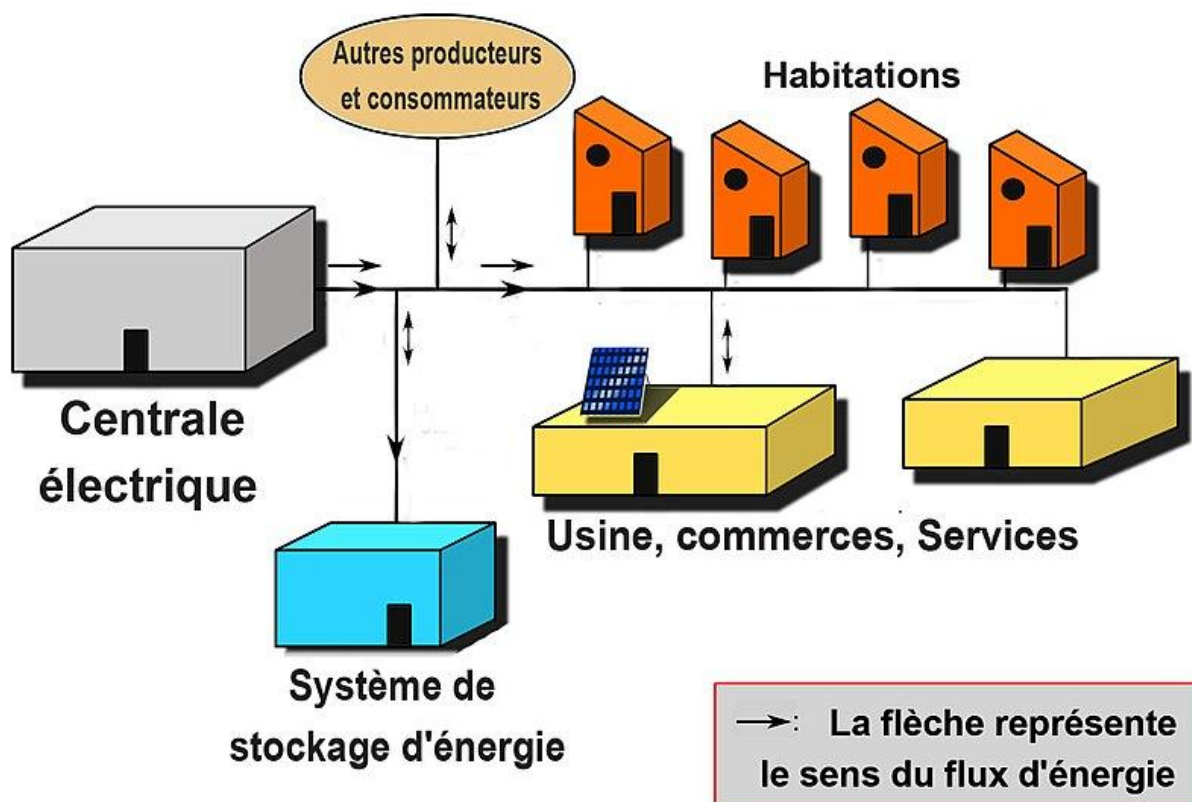 Autres producteurs
et consommateurs
Habitations
Centrale
électrique
Usine, commerces, Services
Système de
stockage d'énergie
: La flèche représente
le sens du flux d'énergie